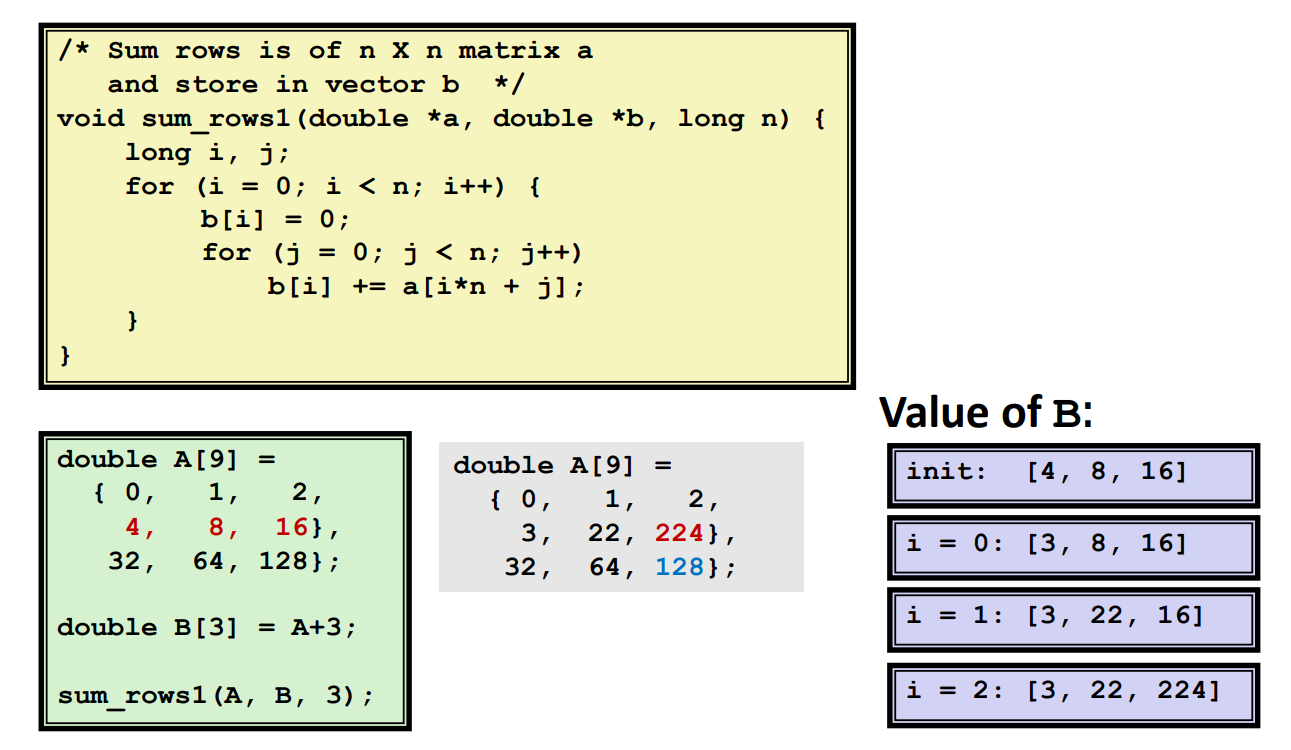 /* Sum rows is of n X n matrix a
   and store in vector b  */
void sum_rows1(double *a, double *b, long n) {
    long i, j;
    for (i = 0; i < n; i++) {
        b[i] = 0;
        for (j = 0; j < n; j++)
            b[i] += a[i*n + j];
    }
}
double A[9] =
  { 0,   1,   2,
    4,   8,  16},
   32,  64, 128};
double B[3] = A+3;
sum_rows1(A, B, 3);
double A[9] =
  { 0,   1,   2,
    3,  22, 224},
   32,  64, 128};
Value of B:
init:  [4, 8, 16]
i = 0: [3, 8, 16]
i = 1: [3, 22, 16]
i = 2: [3, 22, 224]